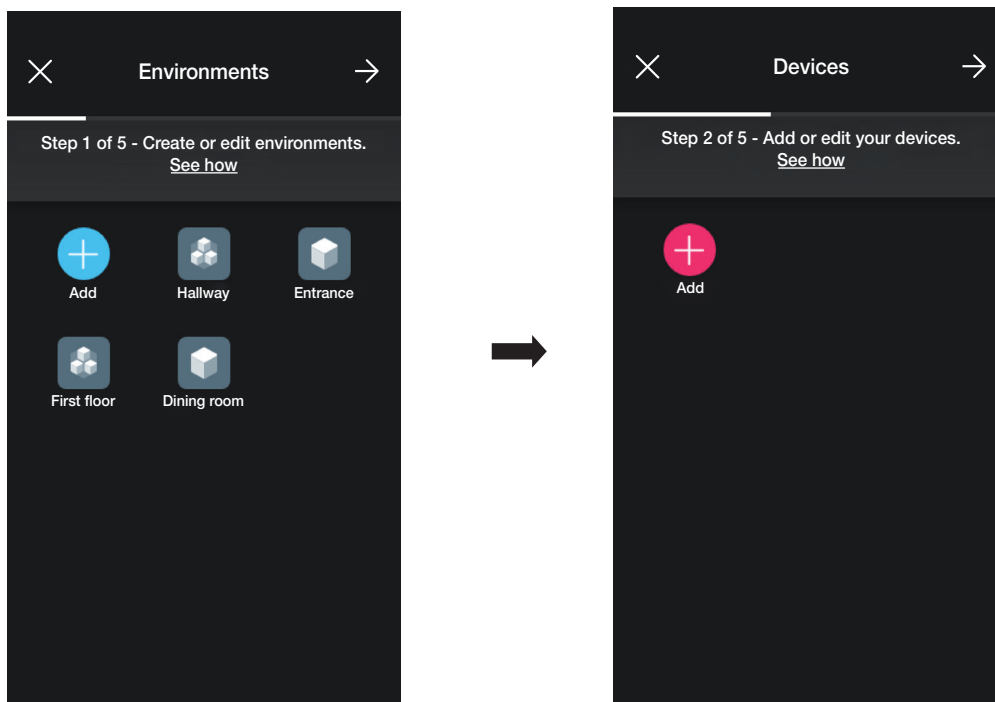 Environments
Step 1 of 5 - Create or edit environments.
See how
Add
Hallway
Entrance
First floor
Dining room
Devices
Step 2 of 5 - Add or edit your devices.
See how
Add